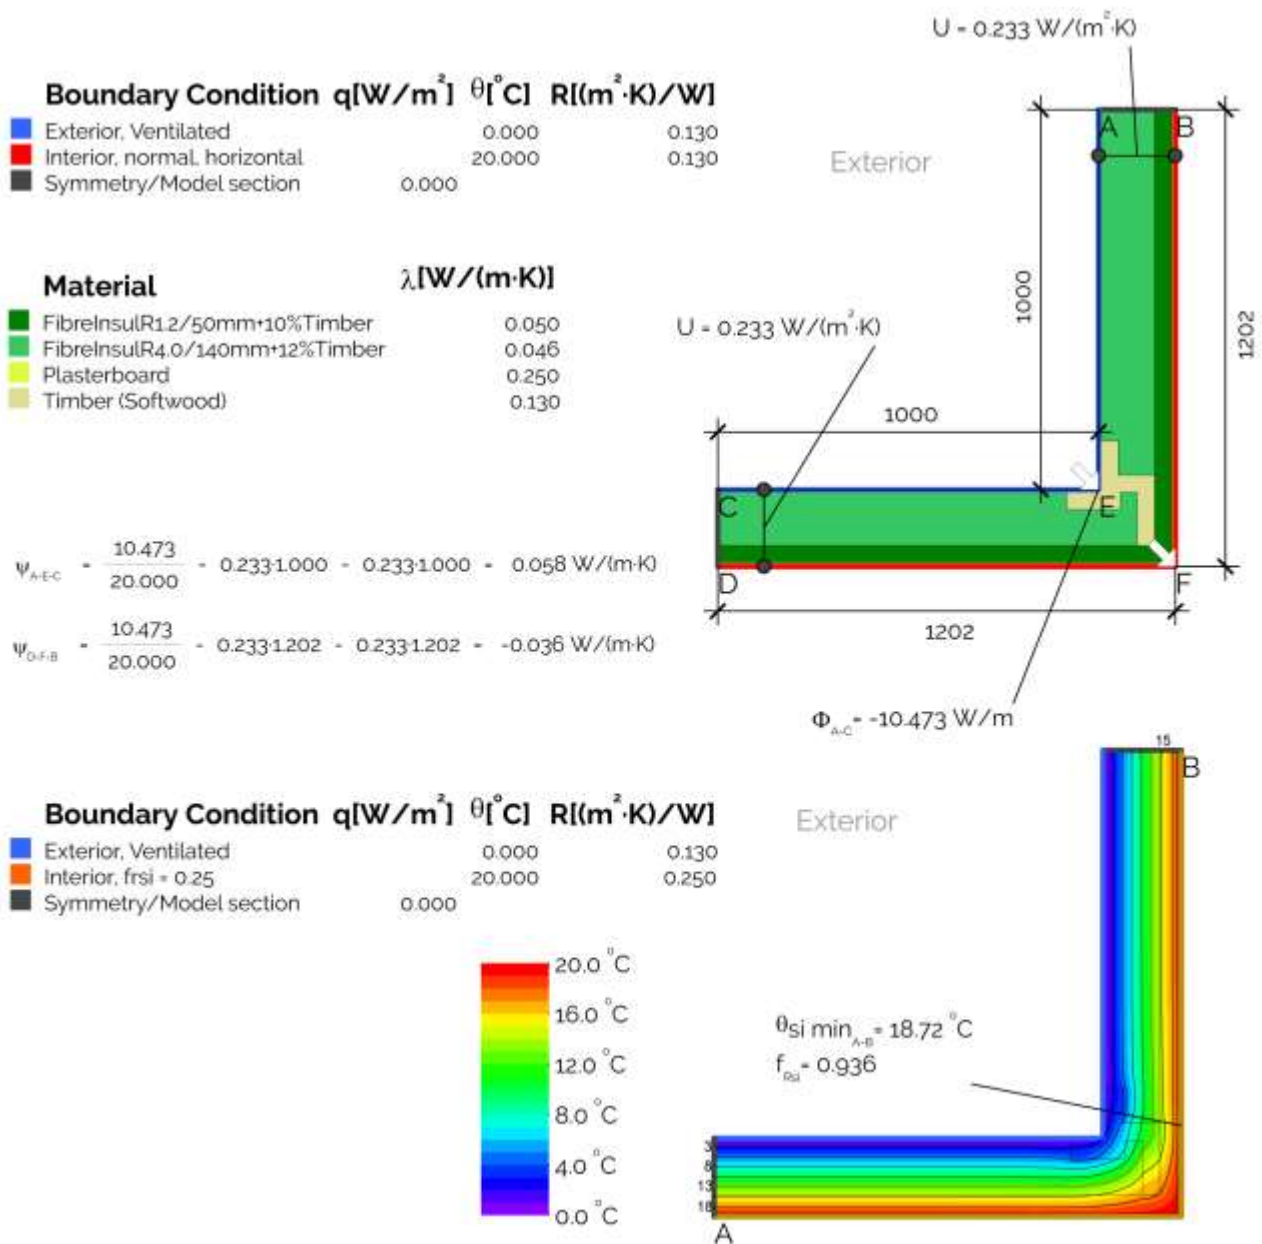 U = 0.233 W/(m²·K)
Boundary Condition q[W/m²] θ[°C] R[(m²·K)/W]
Exterior, Ventilated 0.000 0.130
Interior, normal, horizontal 20.000 0.130
Symmetry/Model section 0.000
Exterior
A B
1000
1202
Material λ[W/(m·K)]
FibreInsulR1.2/50mm+10%Timber 0.050
FibreInsulR4.0/140mm+12%Timber 0.046
Plasterboard 0.250
Timber (Softwood) 0.130
U = 0.233 W/(m²·K)
1000
C E
D F
1202
ψA-E-C = 10.473/20.000 - 0.233·1.000 - 0.233·1.000 = 0.058 W/(m·K)
ψD-F-B = 10.473/20.000 - 0.233·1.202 - 0.233·1.202 = -0.036 W/(m·K)
ΦA-C= -10.473 W/m
Boundary Condition q[W/m²] θ[°C] R[(m²·K)/W]
Exterior, Ventilated 0.000 0.130
Interior, frsi = 0.25 20.000 0.250
Symmetry/Model section 0.000
15
B
Exterior
20.0 °C
16.0 °C
12.0 °C
8.0 °C
4.0 °C
0.0 °C
θsi minA-B= 18.72 °C
fRsi= 0.936
3
8
13
18
A